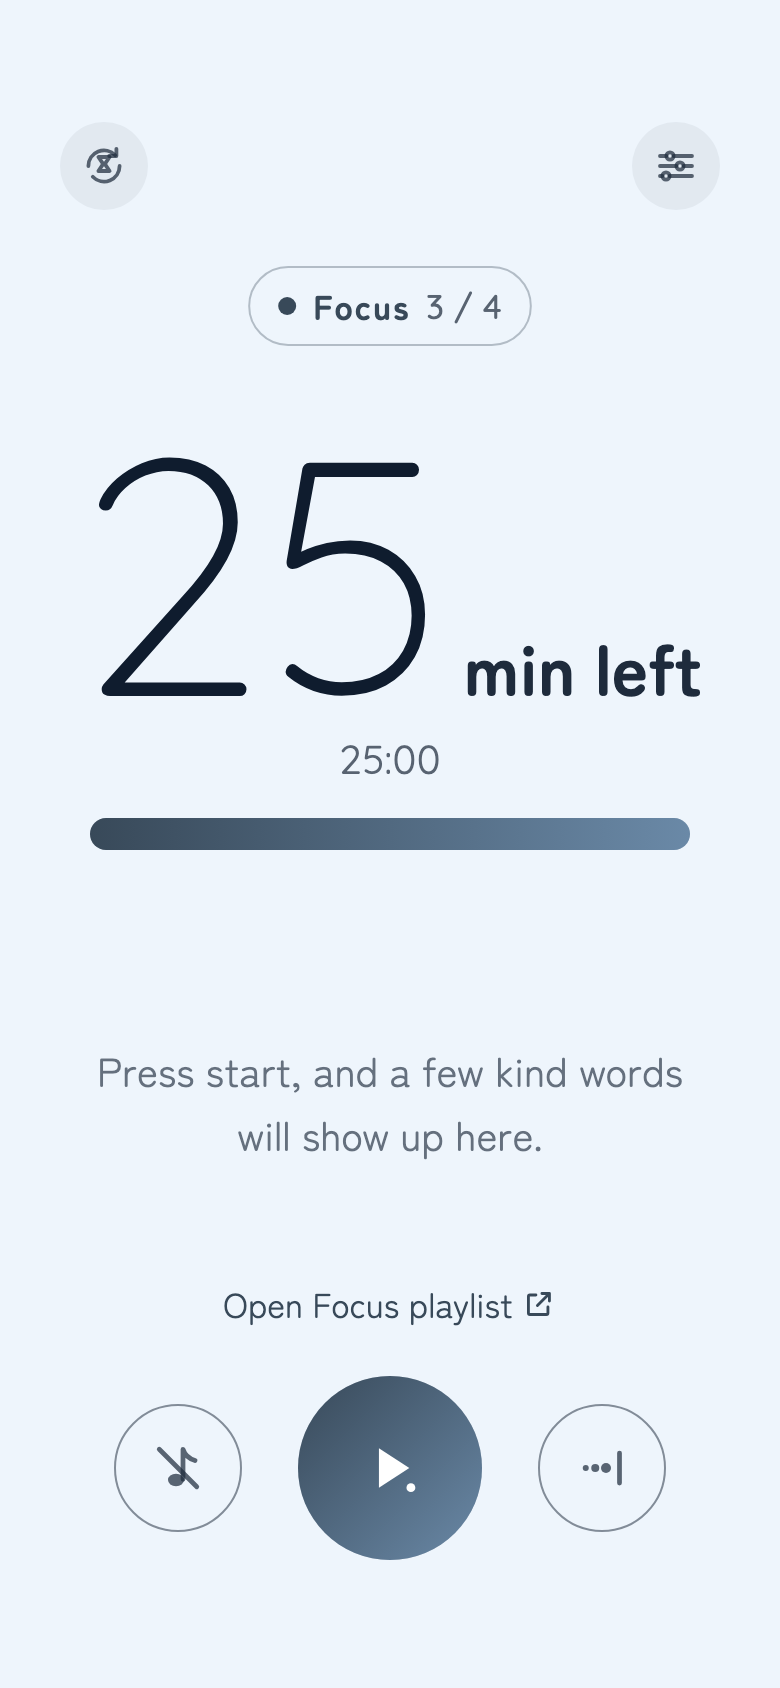 Focus 3 / 4
25 min left
25:00
Press start, and a few kind words
will show up here.
Open Focus playlist